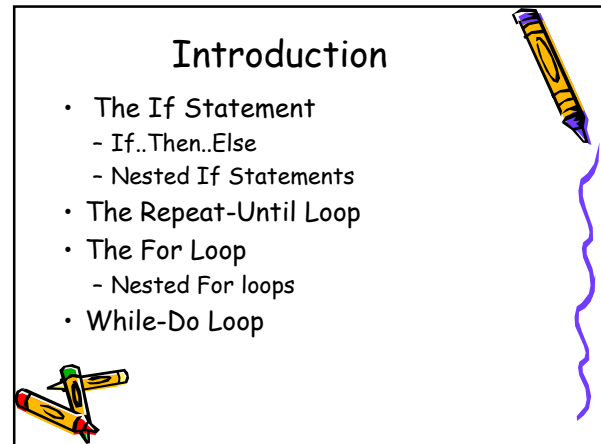 Introduction
• The If Statement
– If..Then..Else
– Nested If Statements
• The Repeat-Until Loop
• The For Loop
– Nested For loops
• While-Do Loop